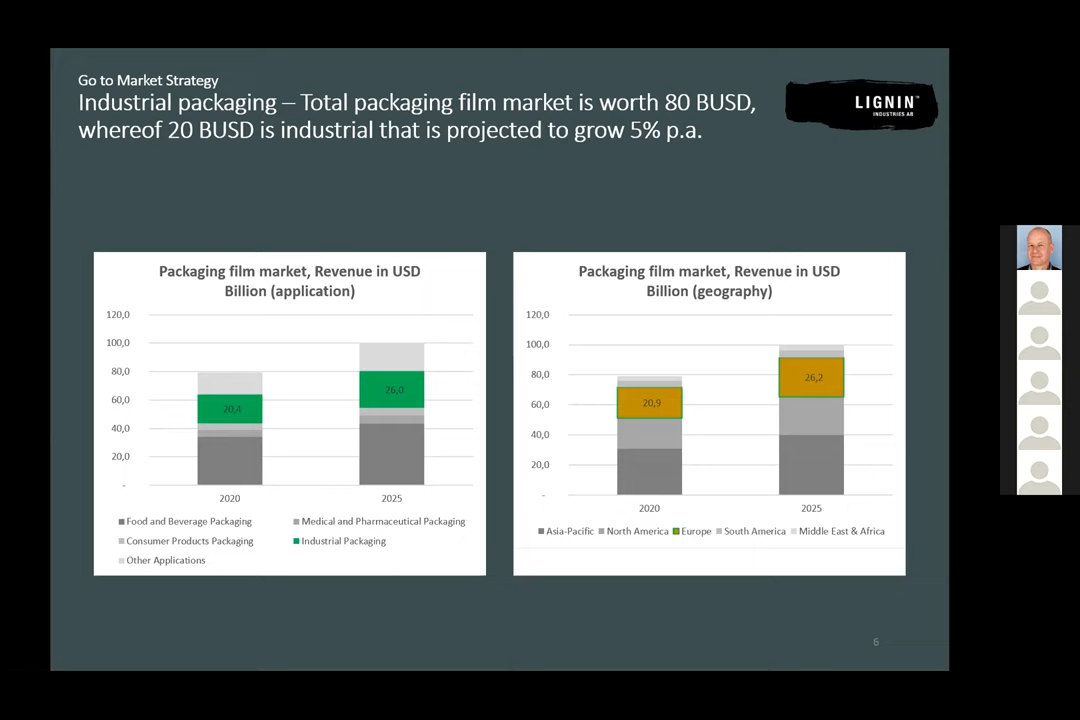 Go to Market Strategy
Industrial packaging – Total packaging film market is worth 80 BUSD,
whereof 20 BUSD is industrial that is projected to grow 5% p.a.
LIGNIN™
INDUSTRIES AB
Packaging film market, Revenue in USD
Billion (application)
120,0
100,0
80,0
60,0
40,0
20,0
-
20,4
26,0
2020
2025
Food and Beverage Packaging
Medical and Pharmaceutical Packaging
Consumer Products Packaging
Industrial Packaging
Other Applications
Packaging film market, Revenue in USD
Billion (geography)
120,0
100,0
80,0
60,0
40,0
20,0
-
20,9
26,2
2020
2025
Asia-Pacific North America Europe South America Middle East & Africa
6